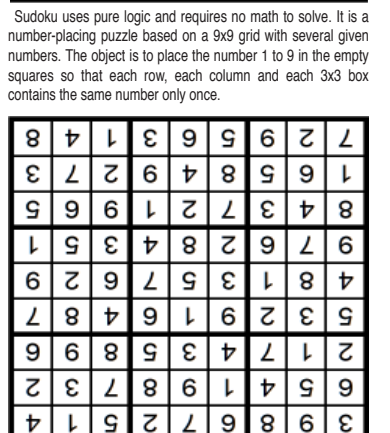 Sudoku uses pure logic and requires no math to solve. It is a
number-placing puzzle based on a 9x9 grid with several given
numbers. The object is to place the number 1 to 9 in the empty
squares so that each row, each column and each 3x3 box
contains the same number only once.
3 9 8 6 7 2 5 1 4
6 5 4 1 9 8 7 3 2
2 1 7 4 3 5 8 9 6
5 3 2 9 1 6 4 8 7
4 8 1 3 5 7 6 2 9
9 7 6 2 8 4 3 5 1
8 4 3 7 2 1 9 6 5
1 6 5 8 4 9 2 7 3
7 2 9 5 6 3 1 4 8